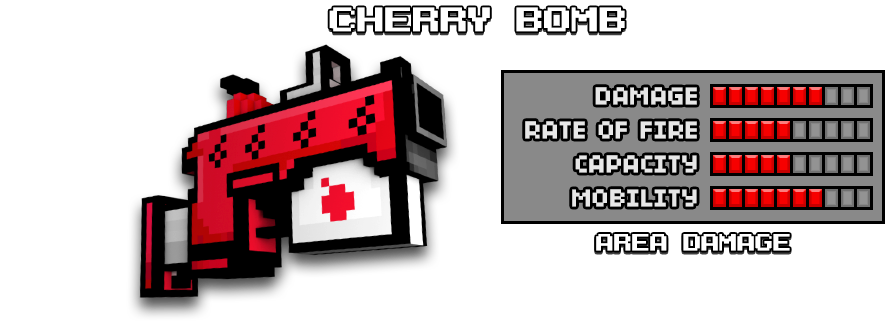 CHERRY BOMB
DAMAGE
RATE OF FIRE
CAPACITY
MOBILITY
AREA DAMAGE